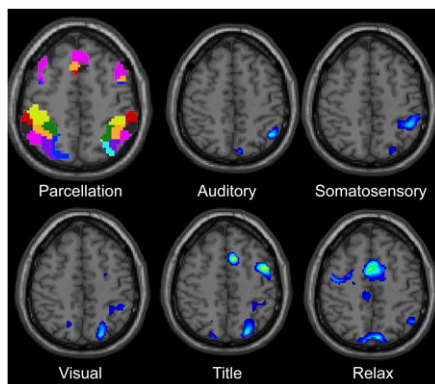 Parcellation
Auditory
Somatosensory
Visual
Title
Relax